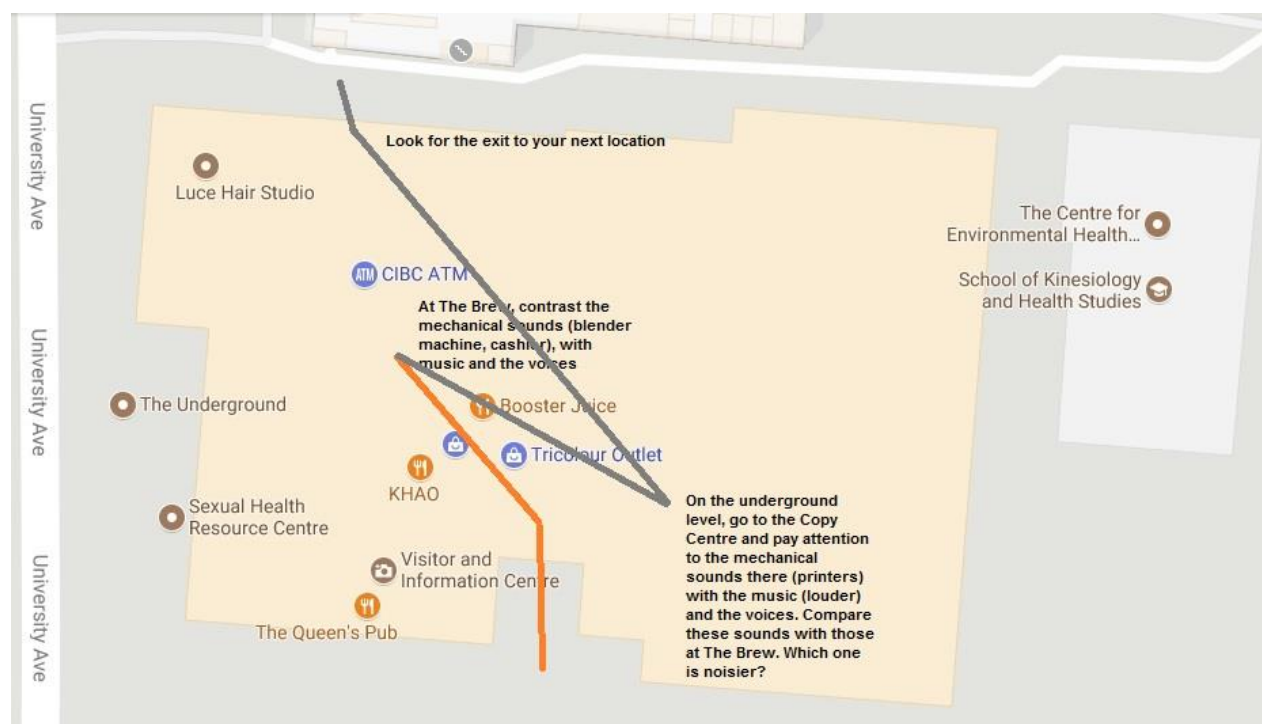 University Ave
Look for the exit to your next location
Luce Hair Studio
The Centre for
Environmental Health...
ATM CIBC ATM
School of Kinesiology
and Health Studies
At The Brew, contrast the
mechanical sounds (blender
machine, cashier), with
music and the voices
University Ave
The Underground
Booster Juice
Tricolour Outlet
KHAO
Sexual Health
Resource Centre
On the underground
level, go to the Copy
Centre and pay attention
to the mechanical
sounds there (printers)
with the music (louder)
and the voices. Compare
these sounds with those
at The Brew. Which one
is noisier?
Visitor and
Information Centre
University Ave
The Queen's Pub